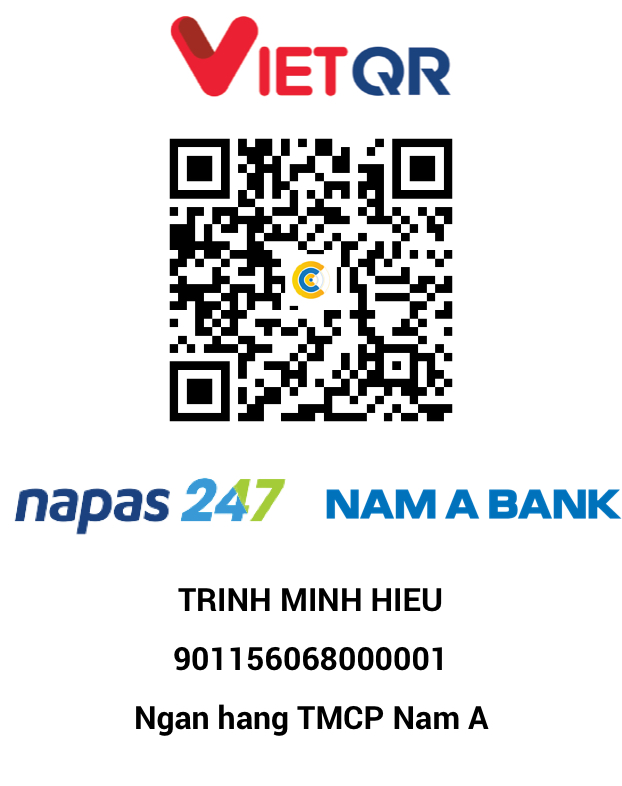 VIETQR
napas 247 NAM A BANK
TRINH MINH HIEU
901156068000001
Ngan hang TMCP Nam A